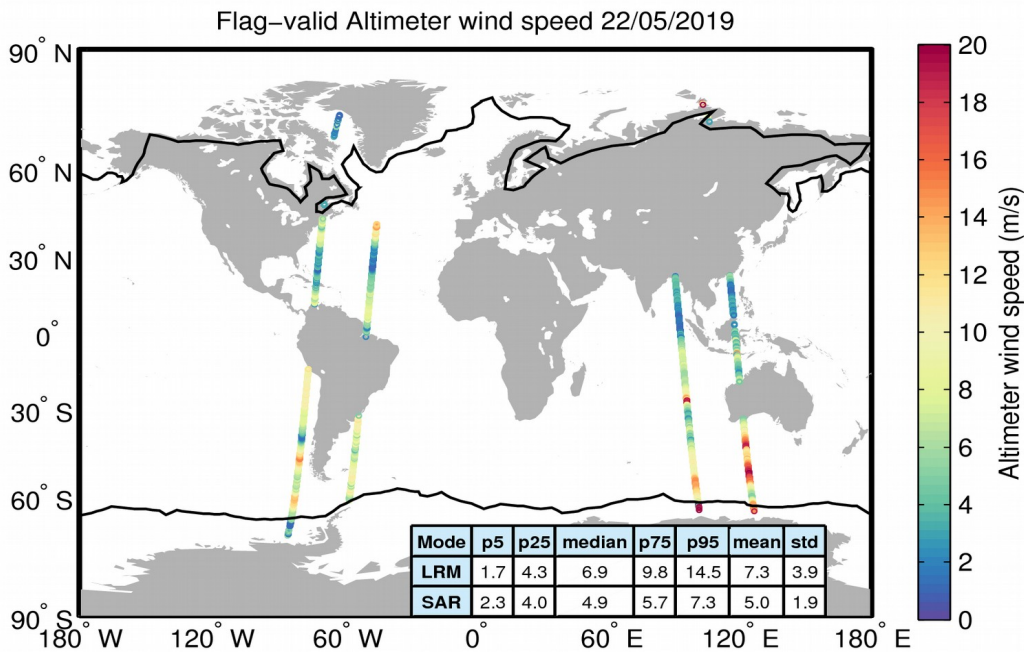 Flag−valid Altimeter wind speed 22/05/2019
90° N
60° N
30° N
0°
30° S
60° S
90° S
180° W
120° W
60° W
0°
60° E
120° E
180° E
Mode p5 p25 median p75 p95 mean std
LRM 1.7 4.3 6.9 9.8 14.5 7.3 3.9
SAR 2.3 4.0 4.9 5.7 7.3 5.0 1.9
20
18
16
14
12
10
8
6
4
2
0
Altimeter wind speed (m/s)